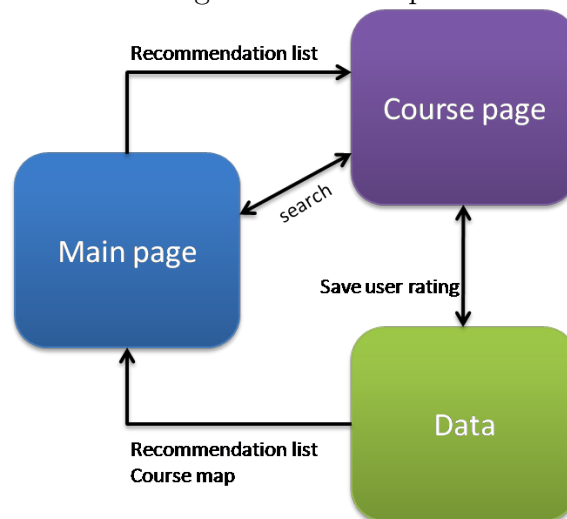 Recommendation list
Course page
search
Main page
Save user rating
Data
Recommendation list
Course map